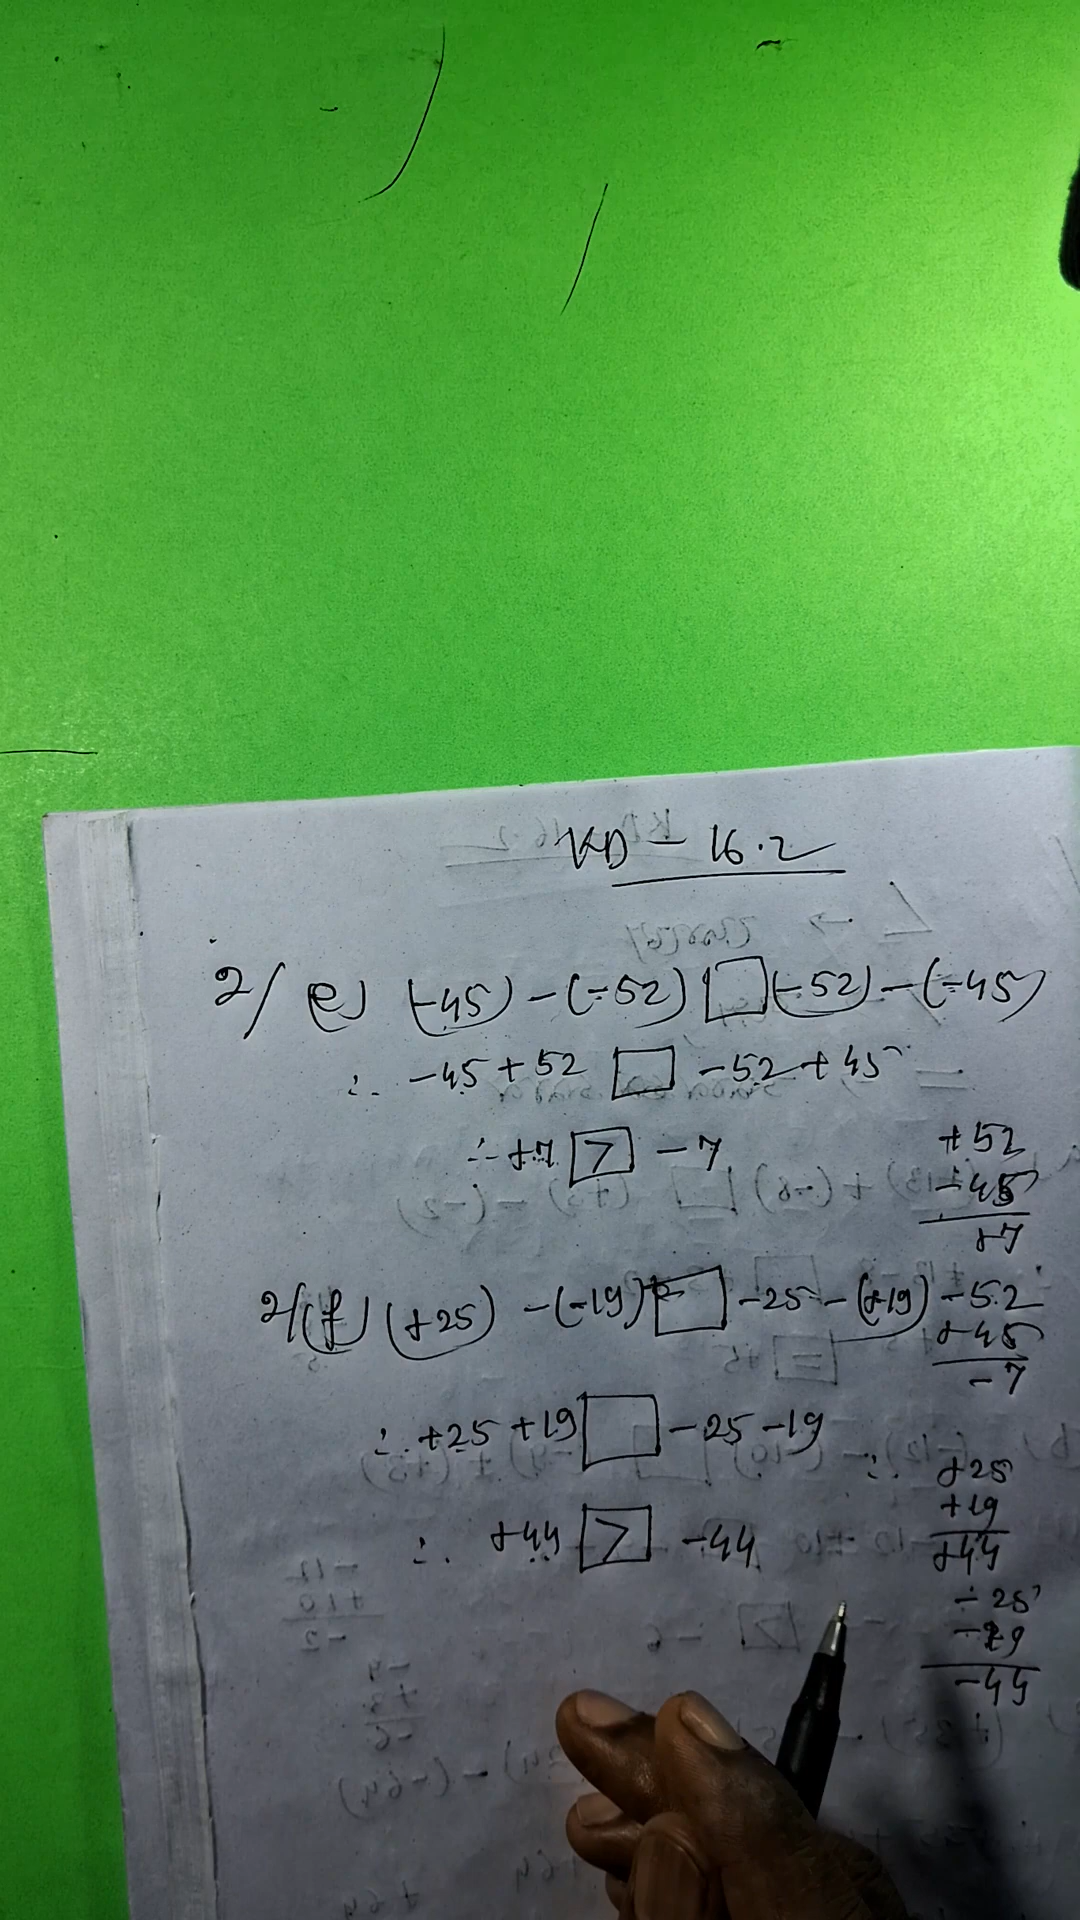 KD - 16.2
2/ e) (-45) - (-52) □ (-52) - (-45)
∴ -45 + 52 □ -52 + 45
∴ +7 > -7
+52
-45
+7
2/(f) (+25) - (-19) □ -25 - (+19)
-52
+45
-7
∴ +25 +19 □ -25 -19
∴ +44 > -44
∴ +25
+19
+44
-25
-19
-44